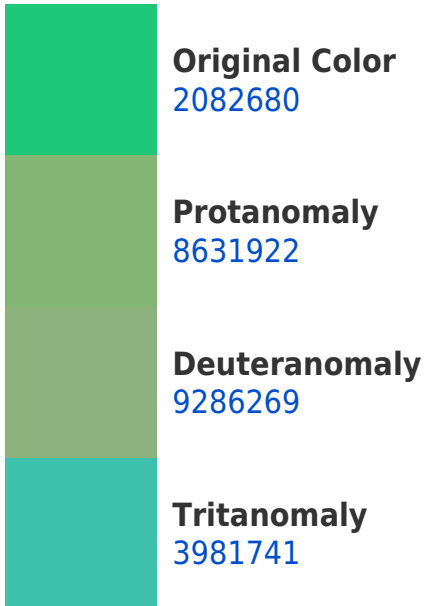 Original Color
2082680
Protanomaly
8631922
Deuteranomaly
9286269
Tritanomaly
3981741